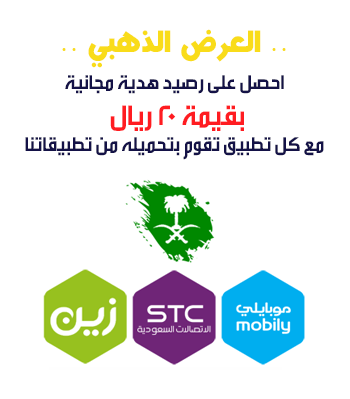 .. العرض الذهبي ..
احصل على رصيد هدية مجانية
بقيمة ٢٠ ريال
مع كل تطبيق تقوم بتحميله من تطبيقاتنا
موبايلي
mobily
STC
الاتصالات السعودية
زين